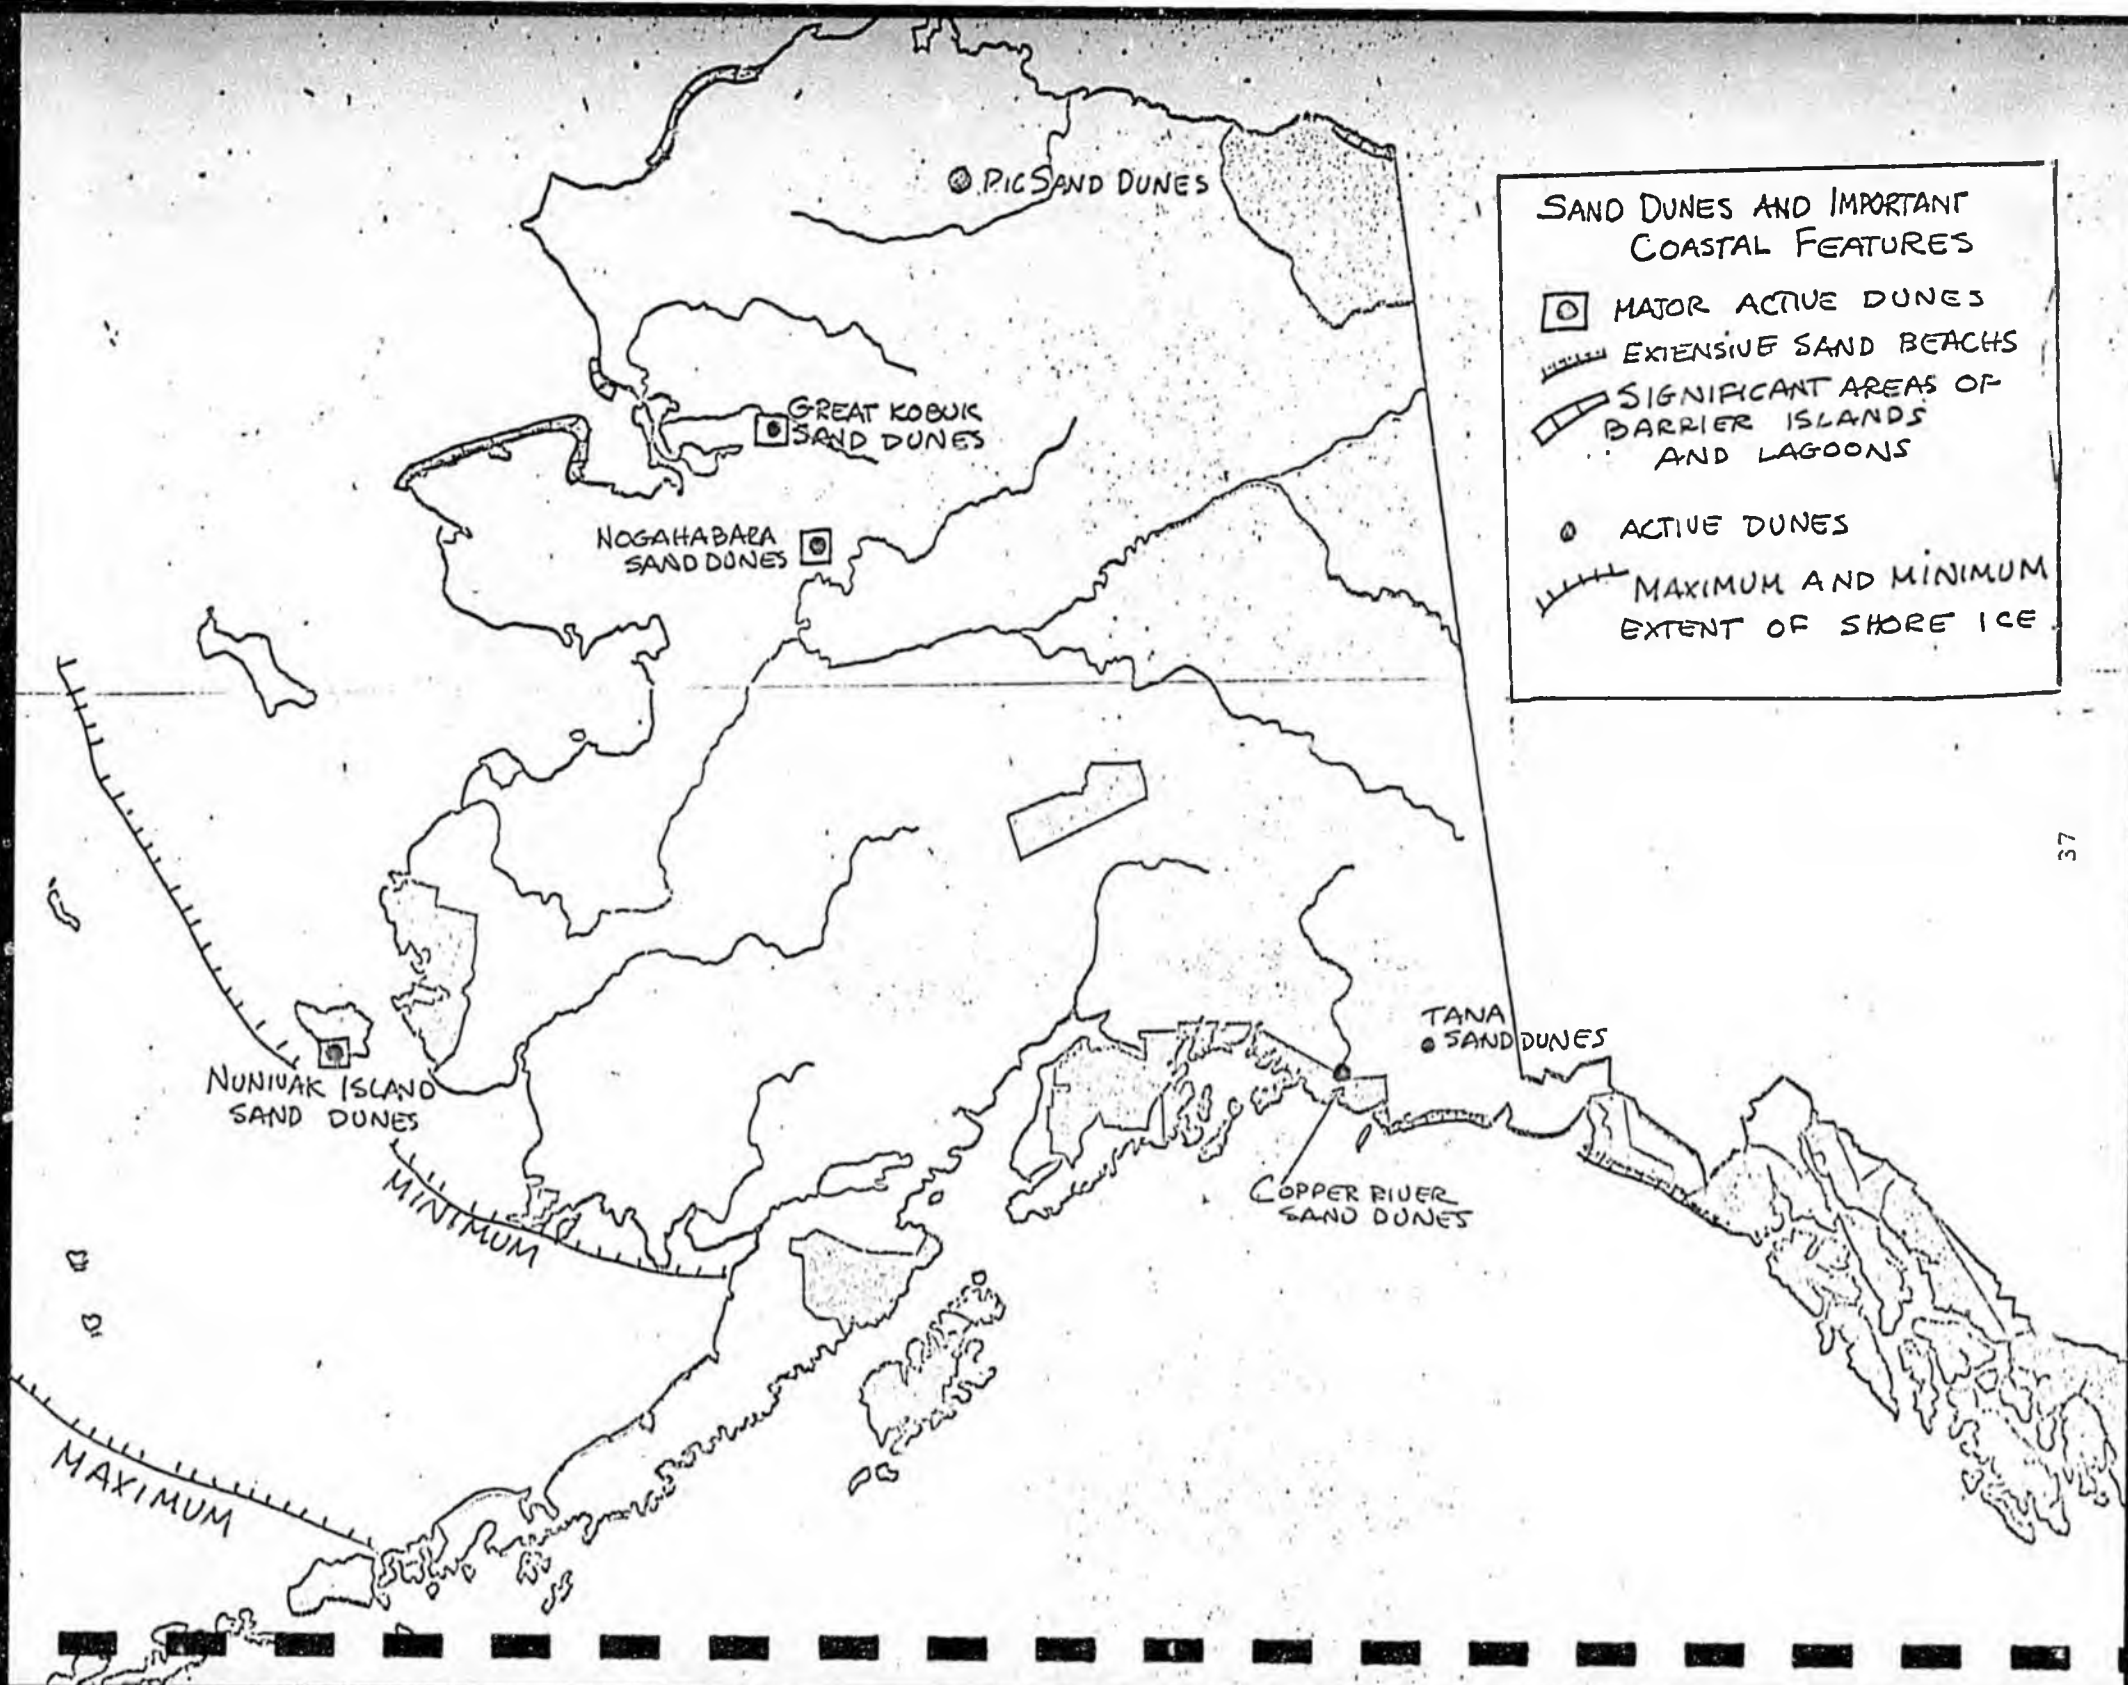 PIC SAND DUNES
SAND DUNES AND IMPORTANT
COASTAL FEATURES
MAJOR ACTIVE DUNES
EXTENSIVE SAND BEACHS
SIGNIFICANT AREAS OF
BARRIER ISLANDS
AND LAGOONS
ACTIVE DUNES
MAXIMUM AND MINIMUM
EXTENT OF SHORE ICE
GREAT KOBUK
SAND DUNES
NOGAHABARA
SAND DUNES
37
TANA
SAND DUNES
NUNIVAK ISLAND
SAND DUNES
MINIMUM
COPPER RIVER
SAND DUNES
MAXIMUM